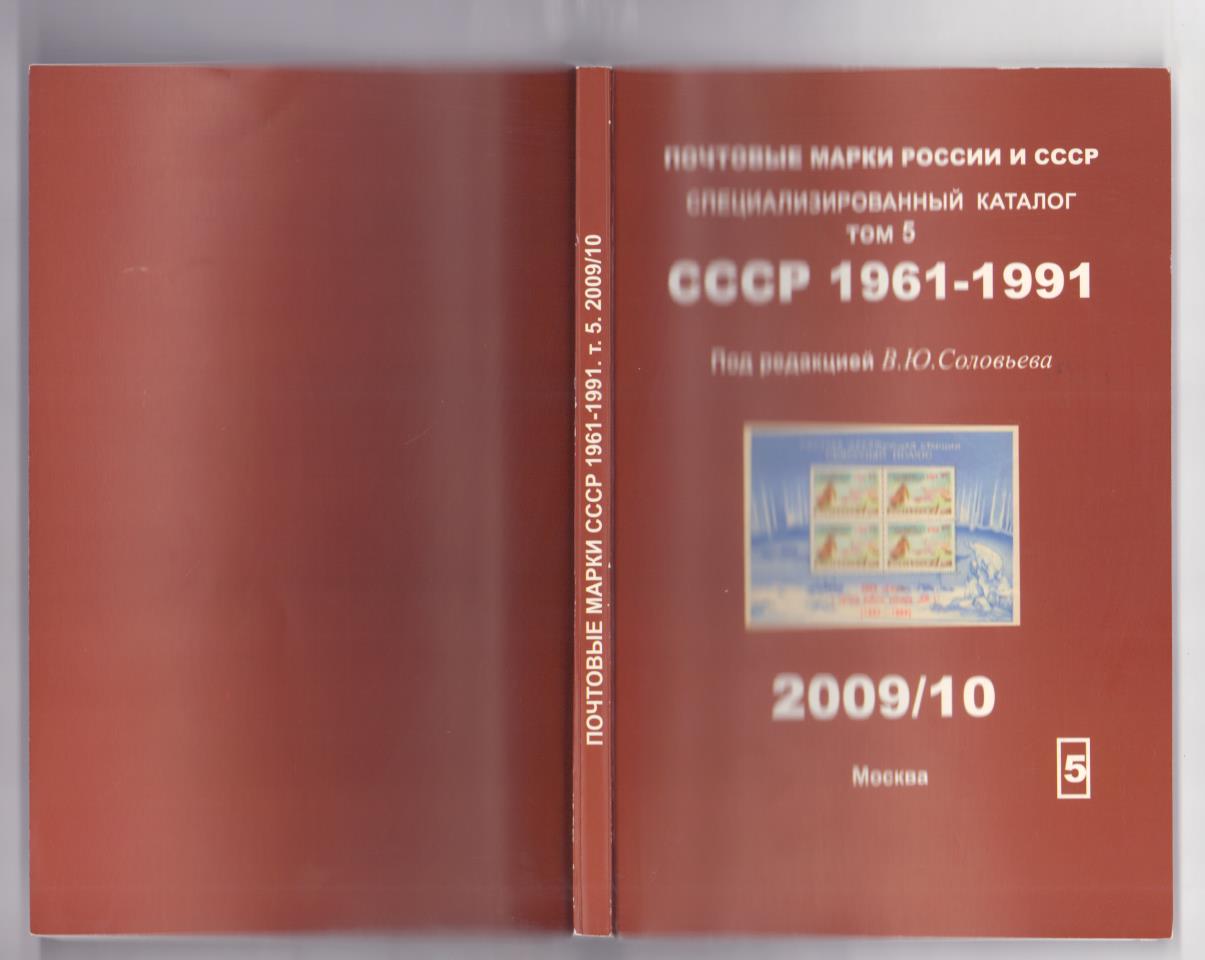 ПОЧТОВЫЕ МАРКИ СССР 1961-1991. т. 5. 2009/10
ПОЧТОВЫЕ МАРКИ РОССИИ И СССР
СПЕЦИАЛИЗИРОВАННЫЙ КАТАЛОГ
том 5
СССР 1961-1991
Под редакцией В.Ю.Соловьева
2009/10
Москва
5